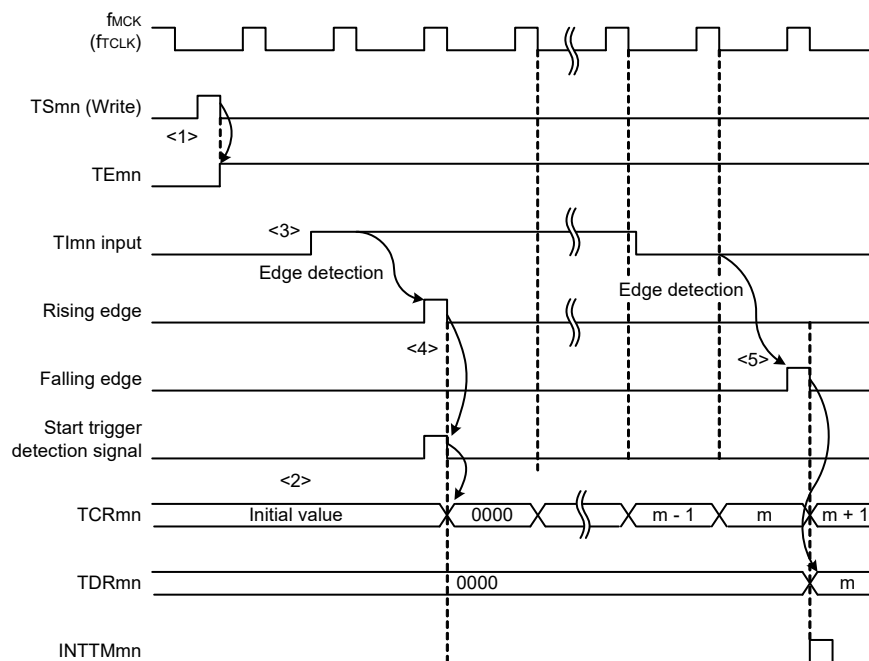 fMCK
(fTCLK)
TSmn (Write)
<1>
TEmn
<3>
TImn input
Edge detection
Edge detection
Rising edge
<4>
<5>
Falling edge
Start trigger
detection signal
<2>
TCRmn
Initial value
0000
m - 1
m
m + 1
TDRmn
0000
m
INTTMmn